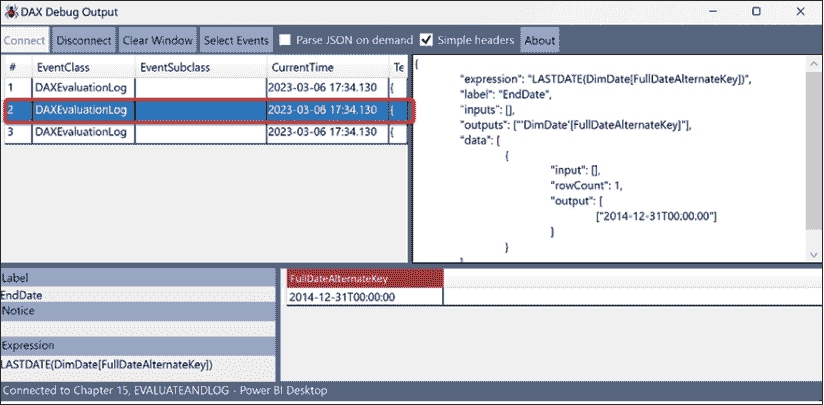 DAX Debug Output
Connect Disconnect Clear Window Select Events Parse JSON on demand Simple headers About
# EventClass EventSubclass CurrentTime Te
1 DAXEvaluationLog 2023-03-06 17:34.130 {
2 DAXEvaluationLog 2023-03-06 17:34.130 {
3 DAXEvaluationLog 2023-03-06 17:34.130 {
{
"expression": "LASTDATE(DimDate[FullDateAlternateKey])",
"label": "EndDate",
"inputs": [],
"outputs": ["'DimDate'[FullDateAlternateKey]"],
"data": [
{
"input": [],
"rowCount": 1,
"output": [
["2014-12-31T00:00:00"]
]
}
Label
EndDate
Notice
Expression
LASTDATE(DimDate[FullDateAlternateKey])
FullDateAlternateKey
2014-12-31T00:00:00
Connected to Chapter 15, EVALUATEANDLOG - Power BI Desktop